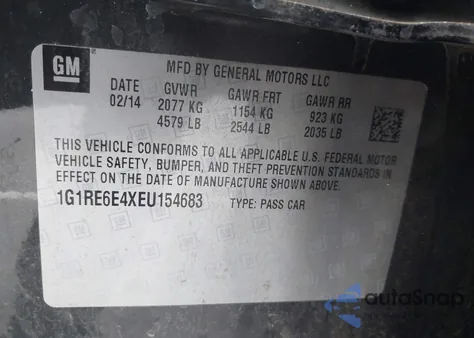 GM
MFD BY GENERAL MOTORS LLC
DATE GVWR GAWR FRT GAWR RR
02/14 2077 KG 1154 KG 923 KG
4579 LB 2544 LB 2035 LB
THIS VEHICLE CONFORMS TO ALL APPLICABLE U.S. FEDERAL MOTOR
VEHICLE SAFETY, BUMPER, AND THEFT PREVENTION STANDARDS
IN EFFECT ON THE DATE OF MANUFACTURE SHOWN ABOVE.
1G1RE6E4XEU154683 TYPE: PASS CAR
autoSnap